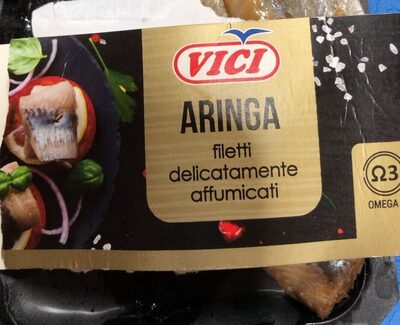 VICI
ARINGA
filetti
delicatamente
affumicati
Ω3
OMEGA